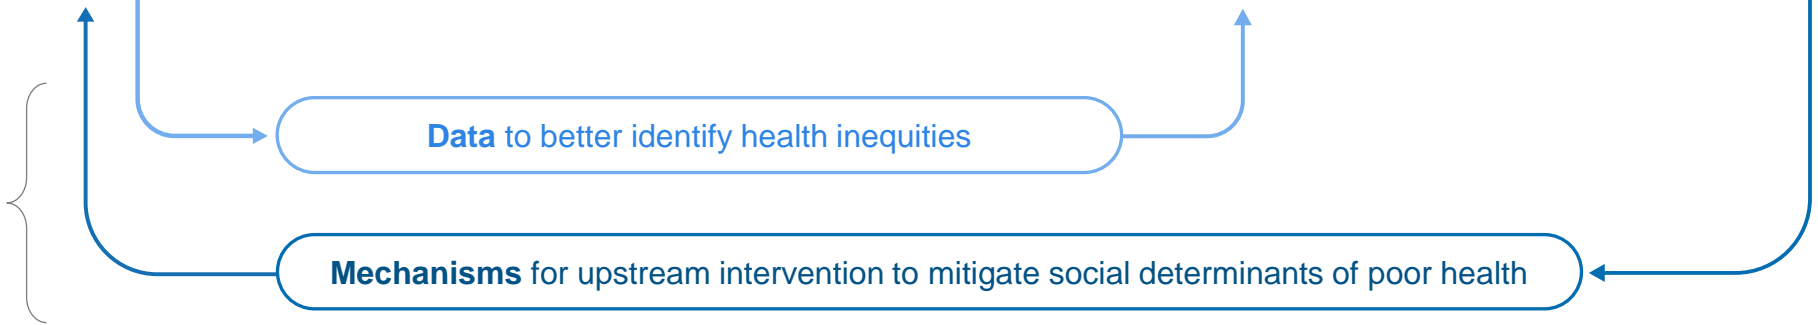 Data to better identify health inequities
Mechanisms for upstream intervention to mitigate social determinants of poor health